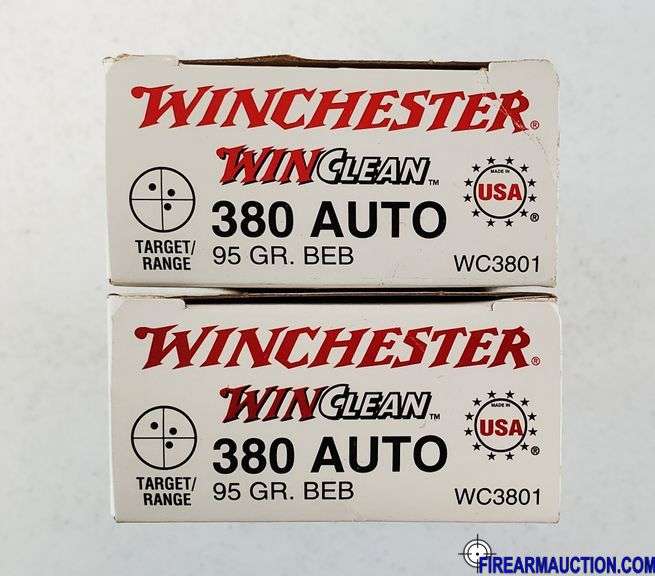 WINCHESTER®
WINCLEAN™
380 AUTO
95 GR. BEB
TARGET/
RANGE
MADE IN
USA
®
WC3801
WINCHESTER®
WINCLEAN™
380 AUTO
95 GR. BEB
TARGET/
RANGE
MADE IN
USA
®
WC3801
FIREARMAUCTION.COM